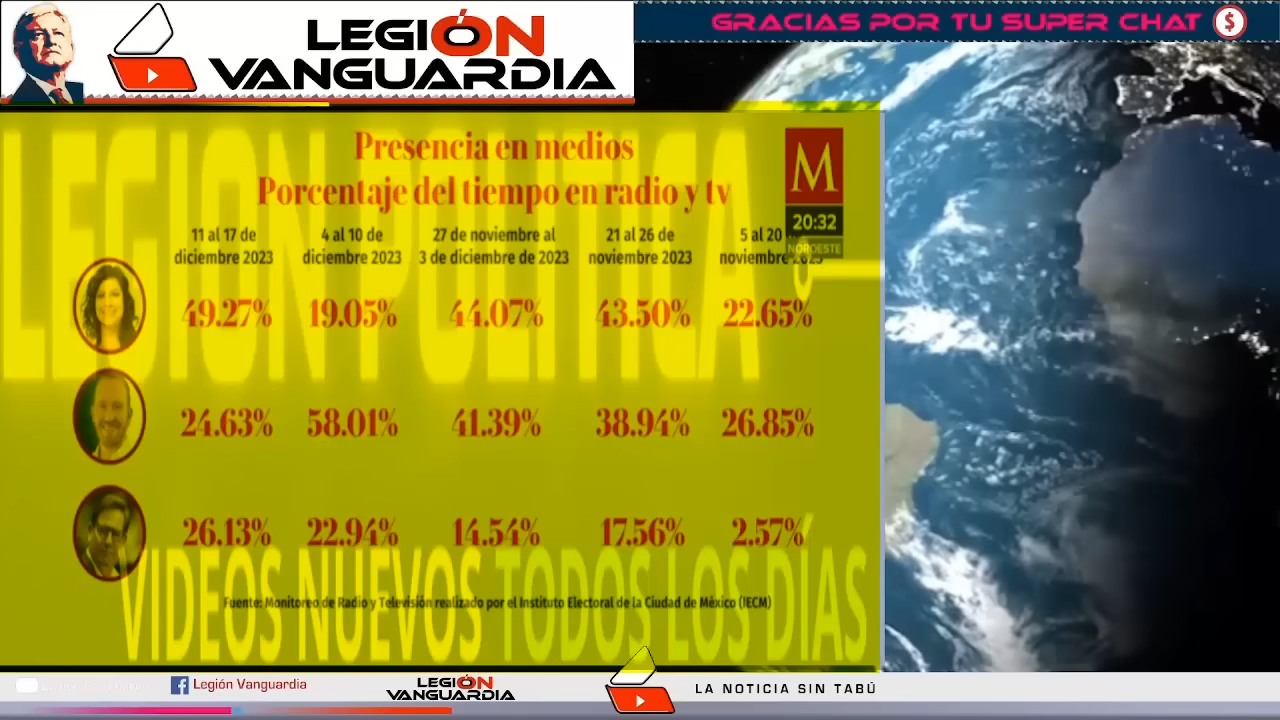 LEGIÓN
VANGUARDIA
GRACIAS POR TU SUPER CHAT
$
LEGION POLITICA
Presencia en medios
Porcentaje del tiempo en radio y tv
M
20:32
NOROESTE
11 al 17 de diciembre 2023
4 al 10 de diciembre 2023
27 de noviembre al 3 de diciembre de 2023
21 al 26 de noviembre 2023
5 al 20 noviembre 2023
49.27% 19.05% 44.07% 43.50% 22.65%
24.63% 58.01% 41.39% 38.94% 26.85%
26.13% 22.94% 14.54% 17.56% 2.57%
VIDEOS NUEVOS TODOS LOS DÍAS
Fuente: Monitoreo de Radio y Televisión realizado por el Instituto Electoral de la Ciudad de México (IECM)
Legión Vanguardia
LEGIÓN
VANGUARDIA
LA NOTICIA SIN TABÚ